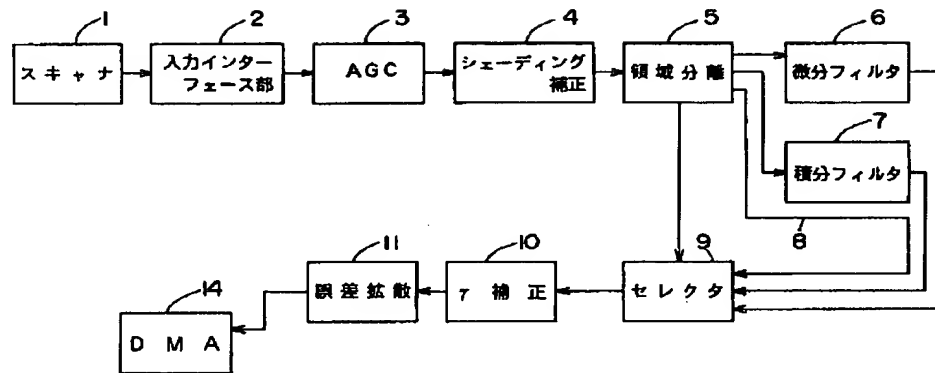 1
スキャナ
2
入力インター
フェース部
3
AGC
4
シェーディング
補正
5
領域分離
6
微分フィルタ
7
積分フィルタ
8
9
セレクタ
10
γ 補正
11
誤差拡散
14
D M A